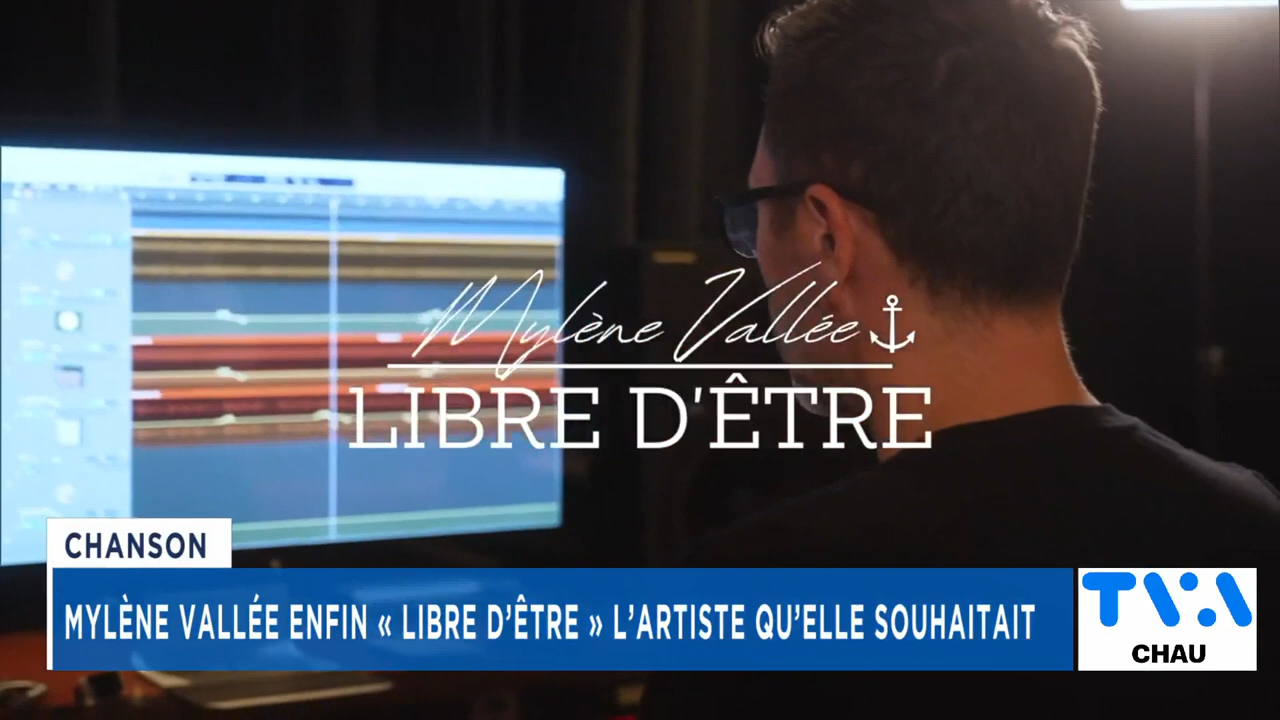 Mylène Vallée
LIBRE D'ÊTRE
CHANSON
MYLÈNE VALLÉE ENFIN « LIBRE D'ÊTRE » L'ARTISTE QU'ELLE SOUHAITAIT
TVA
CHAU